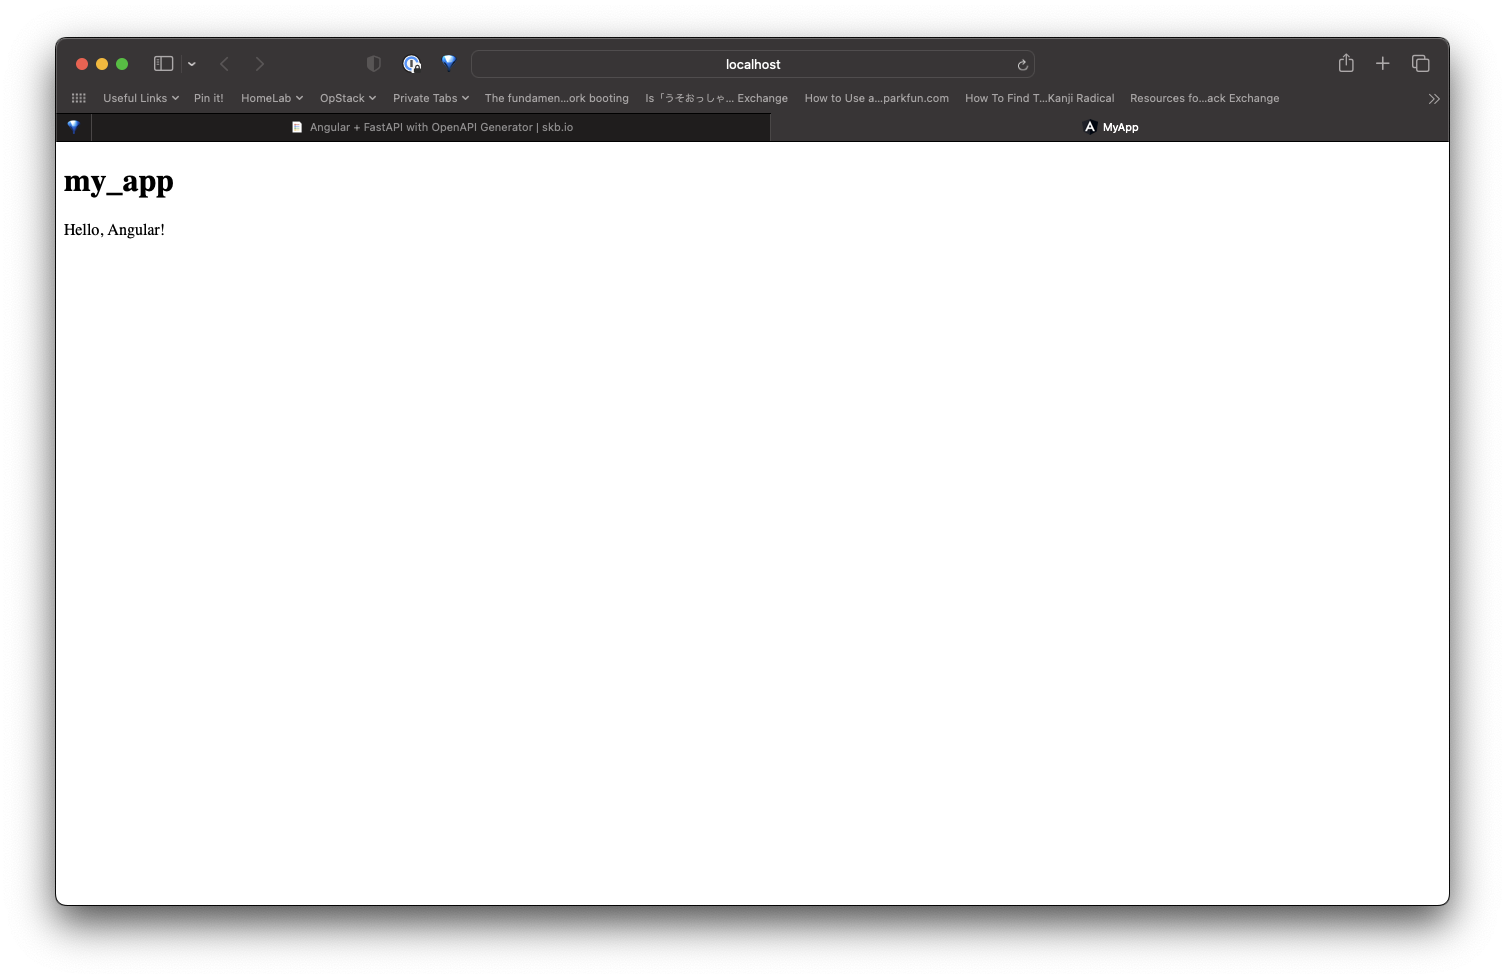 localhost
Useful Links Pin it! HomeLab OpStack Private Tabs The fundamen...ork booting Is「うそおっしゃ... Exchange How to Use a...parkfun.com How To Find T...Kanji Radical Resources fo...ack Exchange
Angular + FastAPI with OpenAPI Generator | skb.io MyApp
my_app
Hello, Angular!